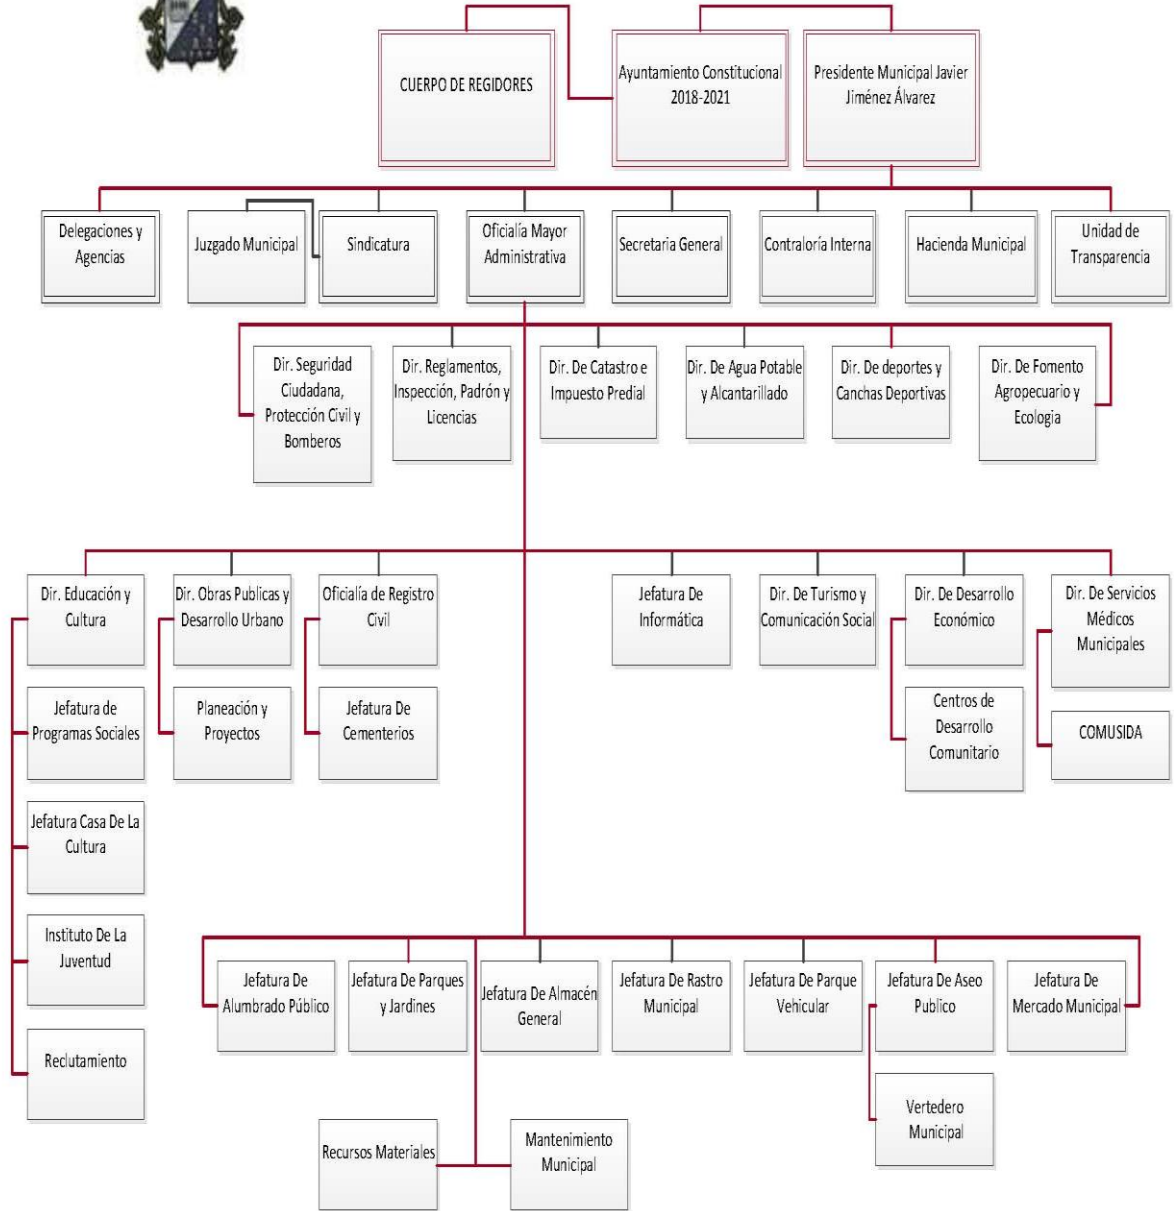 CUERPO DE REGIDORES
Ayuntamiento Constitucional
2018-2021
Presidente Municipal Javier
Jiménez Álvarez
Delegaciones y
Agencias
Juzgado Municipal
Sindicatura
Oficialía Mayor
Administrativa
Secretaria General
Contraloría Interna
Hacienda Municipal
Unidad de
Transparencia
Dir. Seguridad
Ciudadana,
Protección Civil y
Bomberos
Dir. Reglamentos,
Inspección, Padrón y
Licencias
Dir. De Catastro e
Impuesto Predial
Dir. De Agua Potable
y Alcantarillado
Dir. De deportes y
Canchas Deportivas
Dir. De Fomento
Agropecuario y
Ecologia
Dir. Educación y
Cultura
Dir. Obras Publicas y
Desarrollo Urbano
Oficialía de Registro
Civil
Jefatura De
Informática
Dir. De Turismo y
Comunicación Social
Dir. De Desarrollo
Económico
Dir. De Servicios
Médicos
Municipales
Jefatura de
Programas Sociales
Planeación y
Proyectos
Jefatura De
Cementerios
Centros de
Desarrollo
Comunitario
COMUSIDA
Jefatura Casa De La
Cultura
Instituto De La
Juventud
Reclutamiento
Jefatura De
Alumbrado Público
Jefatura De Parques
y Jardines
Jefatura De Almacén
General
Jefatura De Rastro
Municipal
Jefatura De Parque
Vehicular
Jefatura De Aseo
Publico
Jefatura De
Mercado Municipal
Vertedero
Municipal
Recursos Materiales
Mantenimiento
Municipal